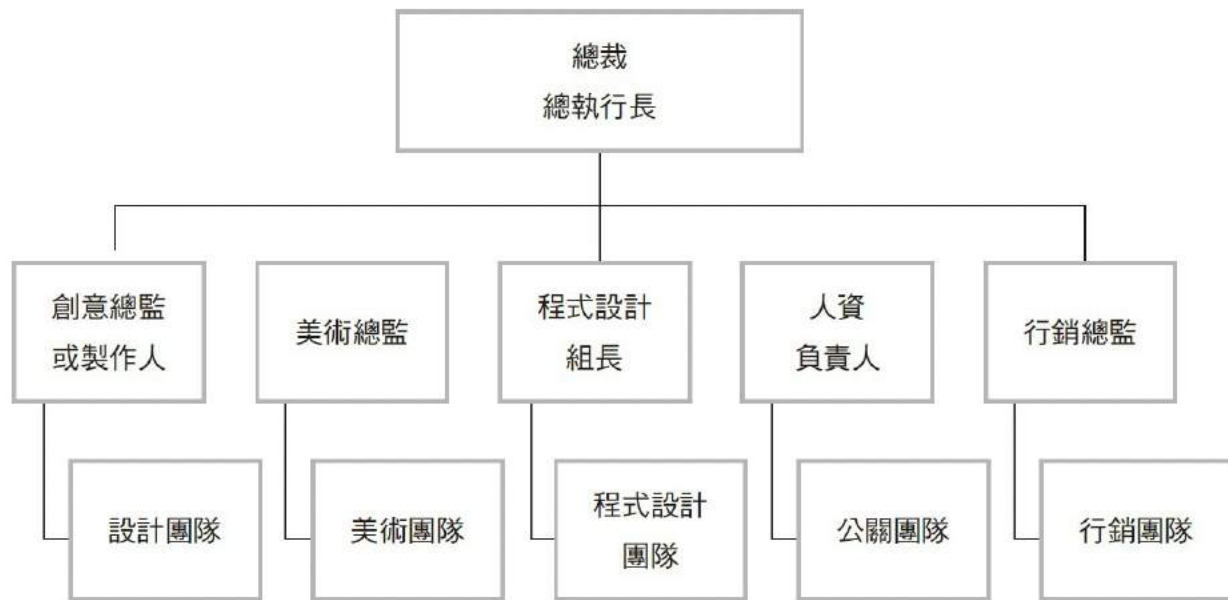 總裁
總執行長
創意總監
或製作人
美術總監
程式設計
組長
人資
負責人
行銷總監
設計團隊
美術團隊
程式設計
團隊
公關團隊
行銷團隊